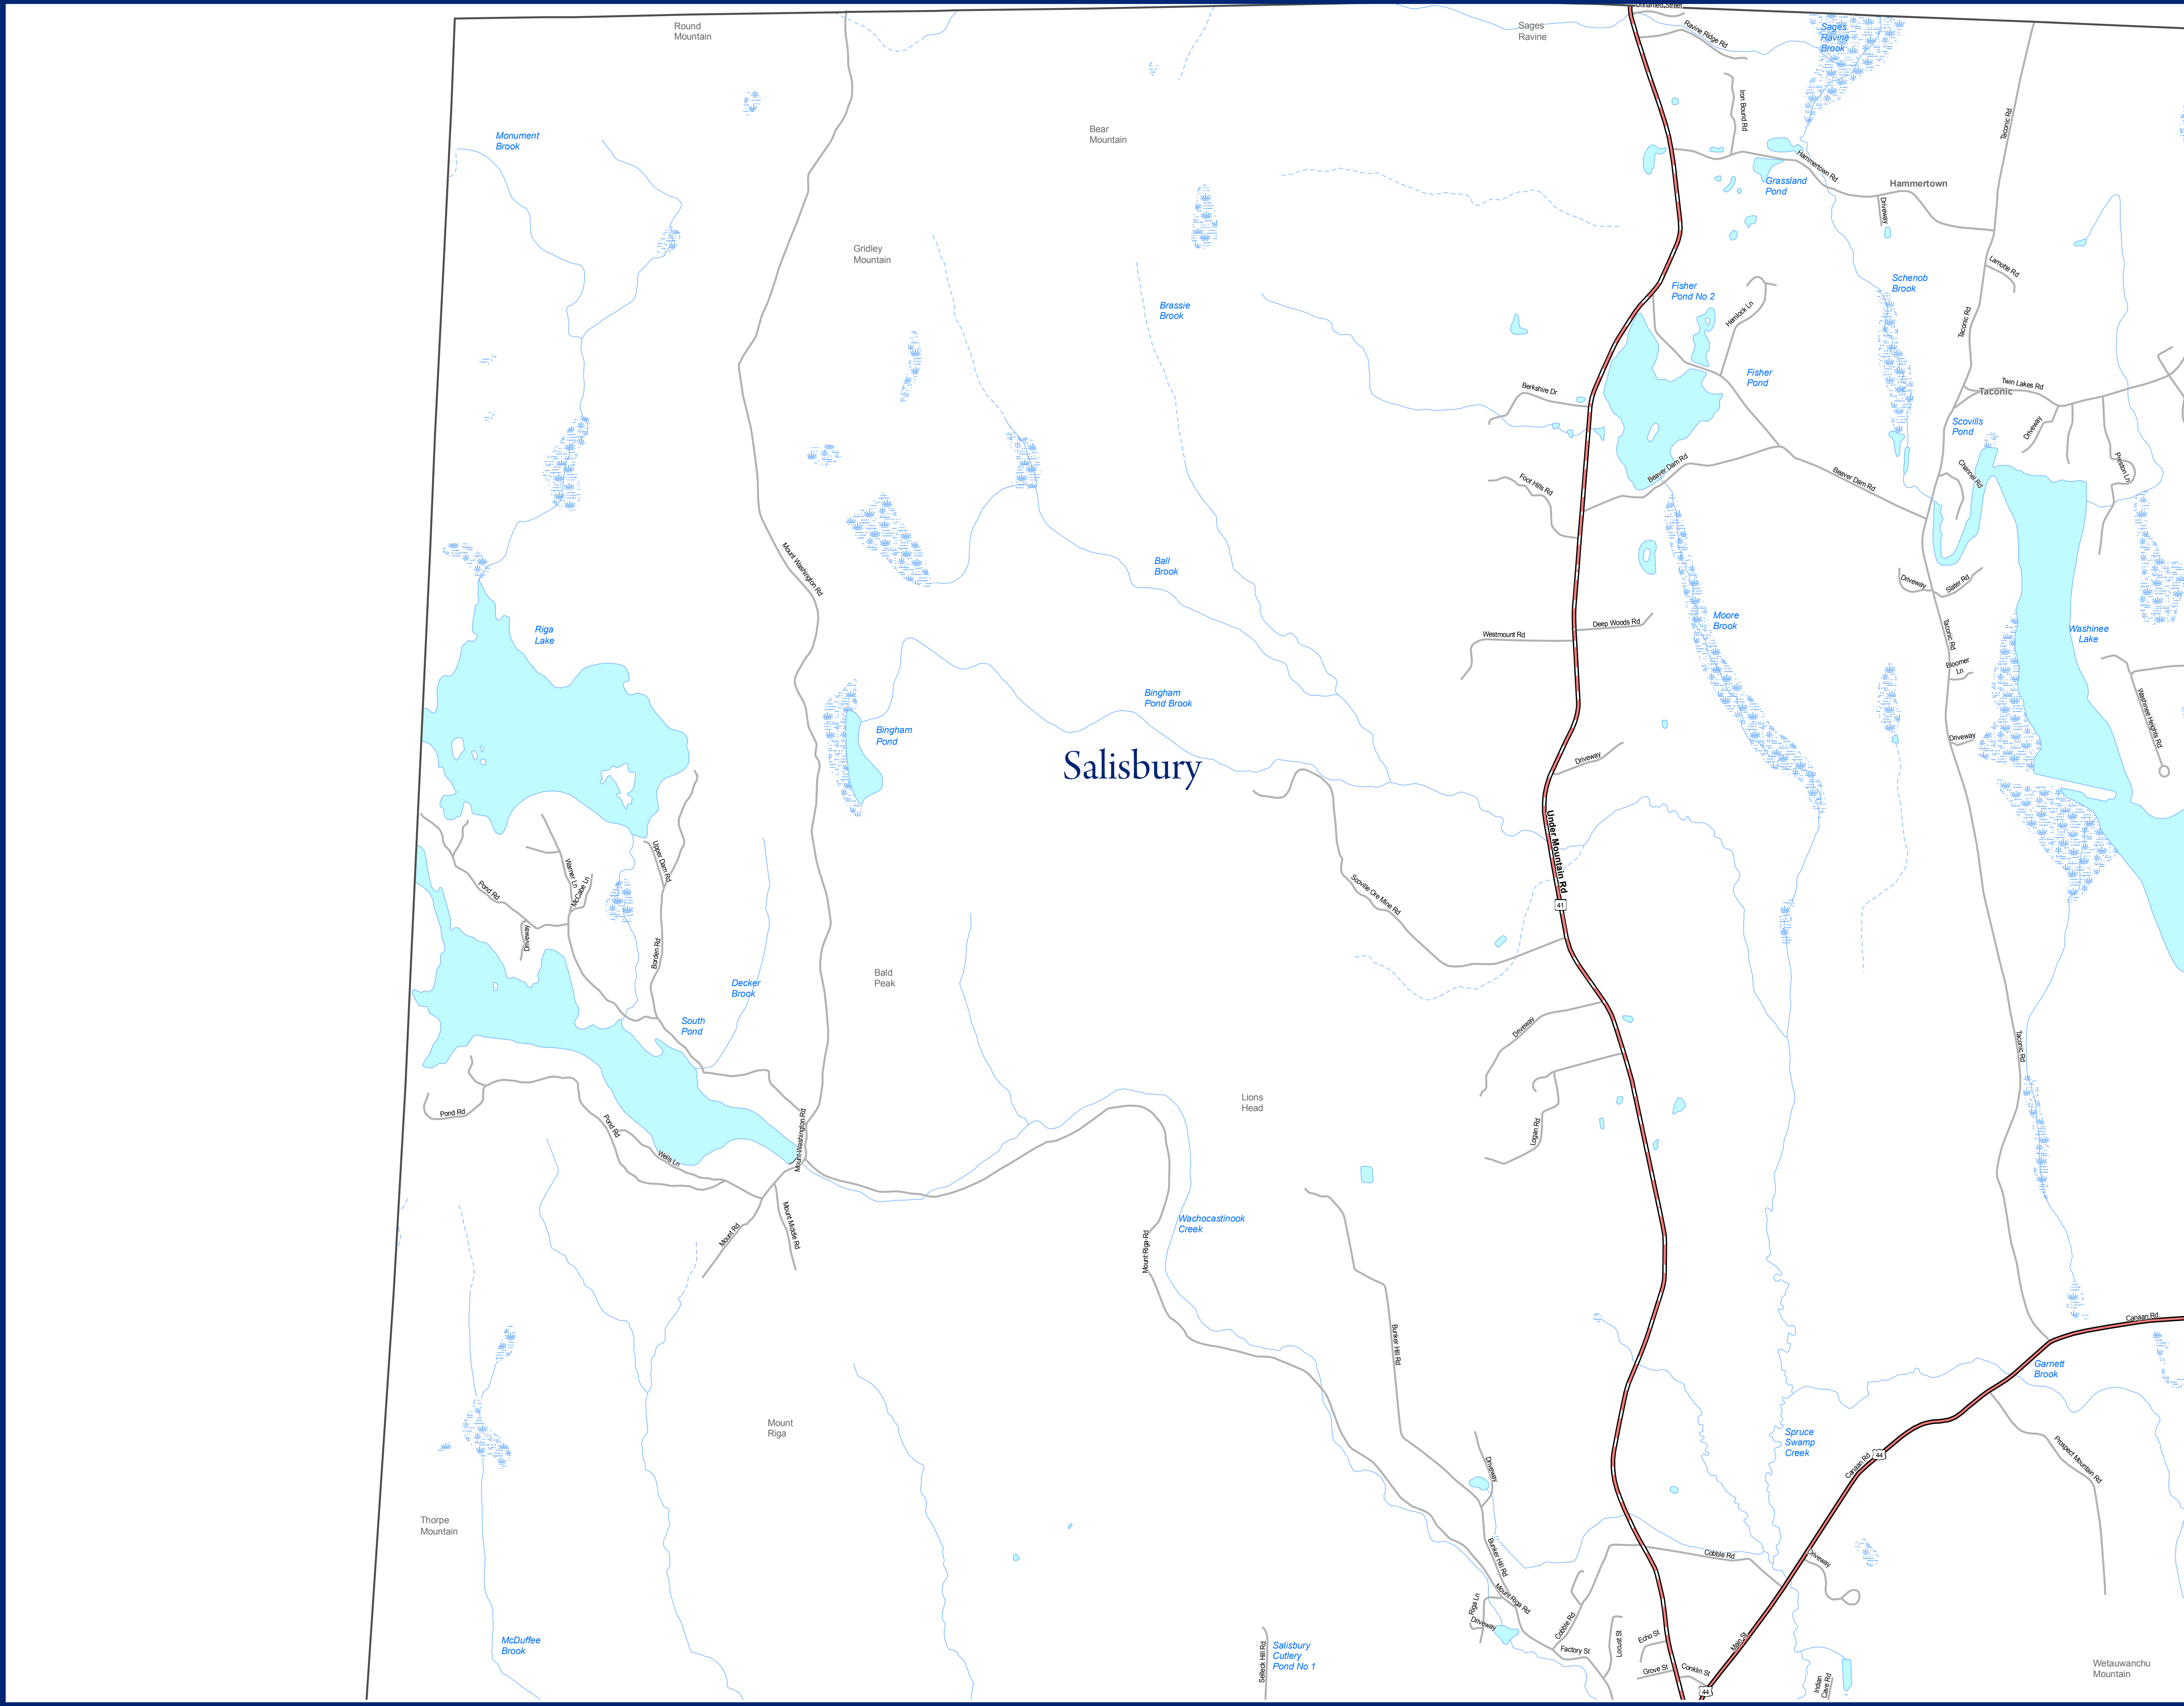 Unnamed Street
Round
Mountain
Sages
Ravine
Ravine Ridge Rd
Sages
Ravine
Brook
Iron Bound Rd
Taconic Rd
Monument
Brook
Bear
Mountain
Hammertown Rd
Grassland
Pond
Hammertown
Driveway
Gridley
Mountain
Lamotte Rd
Schenob
Brook
Fisher
Pond No 2
Brassie
Brook
Hemlock Ln
Taconic Rd
Fisher
Pond
Berkshire Dr
Twin Lakes Rd
Taconic
Scovills
Pond
Driveway
Preston Ln
Channel Rd
Beaver Dam Rd
Beaver Dam Rd
Foot Hills Rd
Mount Washington Rd
Ball
Brook
Driveway
Slater Rd
Riga
Lake
Westmount Rd
Deep Woods Rd
Moore
Brook
Taconic Rd
Washinee
Lake
Bloomer
Ln
Bingham
Pond Brook
Washinee Heights Rd
Bingham
Pond
Driveway
Salisbury
Driveway
Under Mountain Rd
Upper Dam Rd
Warner Ln
McCabe Ln
Pond Rd
Scoville Ore Mine Rd
41
Driveway
Borden Rd
Bald
Peak
Decker
Brook
South
Pond
Driveway
Taconic Rd
Lions
Head
Pond Rd
Pond Rd
Mount Washington Rd
Logan Rd
Wells Ln
Mount Rd
Mount Middle Rd
Wachocastinook
Creek
Mount Riga Rd
Canaan Rd
Bunker Hill Rd
Garnett
Brook
Mount
Riga
Spruce
Swamp
Creek
Canaan Rd
44
Prospect Mountain Rd
Driveway
Thorpe
Mountain
Bunker Hill Rd
Cobble Rd
Driveway
Mount Riga Rd
Riga Ln
Driveway
Cobble Rd
Factory St
Locust St
Echo St
Main St
McDuffee
Brook
Selleck Hill Rd
Salisbury
Cutlery
Pond No 1
Grove St
Conklin St
44
Indian
Cave Rd
Wetauwanchu
Mountain